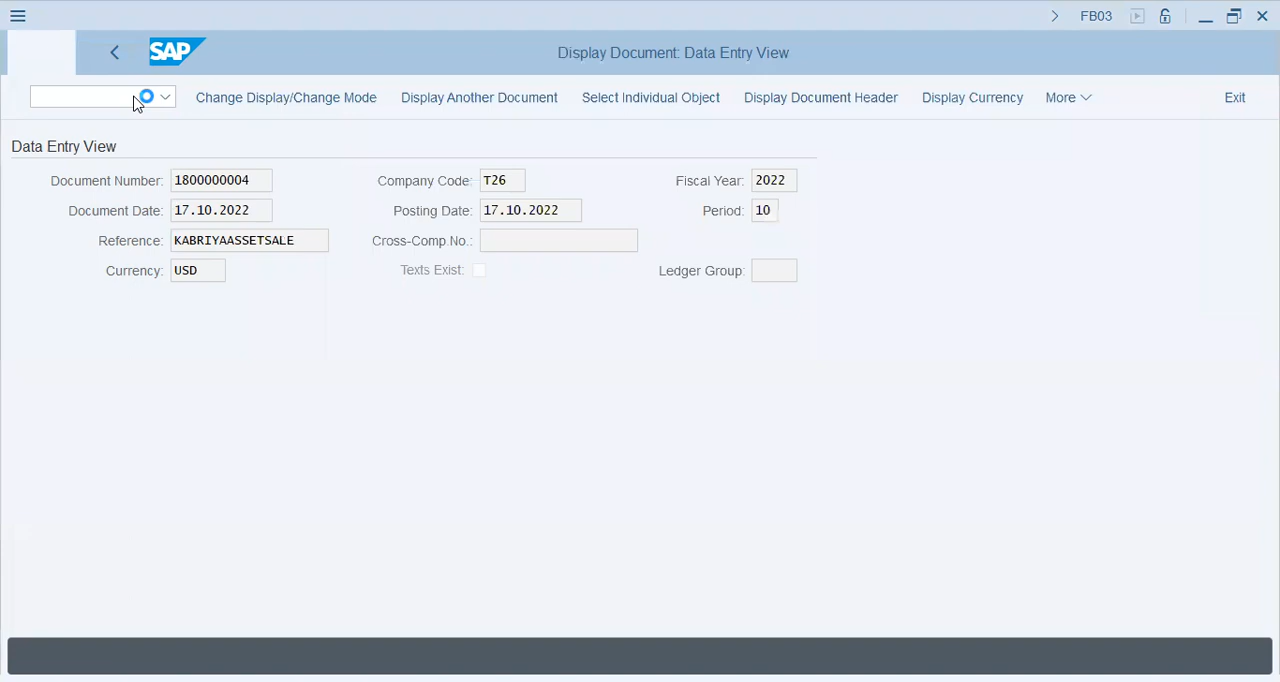 FB03
SAP Display Document: Data Entry View
Change Display/Change Mode Display Another Document Select Individual Object Display Document Header Display Currency More Exit
Data Entry View
Document Number: 1800000004 Company Code: T26 Fiscal Year: 2022
Document Date: 17.10.2022 Posting Date: 17.10.2022 Period: 10
Reference: KABRIYAASSETSALE Cross-Comp.No.:
Currency: USD Texts Exist: Ledger Group: